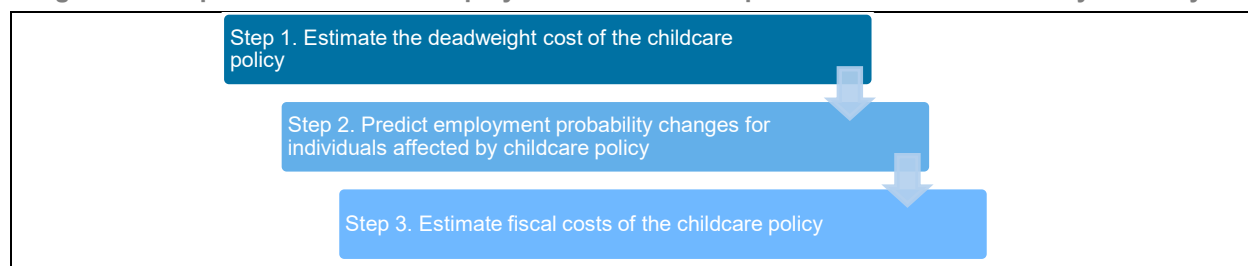 Step 1. Estimate the deadweight cost of the childcare
policy
Step 2. Predict employment probability changes for
individuals affected by childcare policy
Step 3. Estimate fiscal costs of the childcare policy